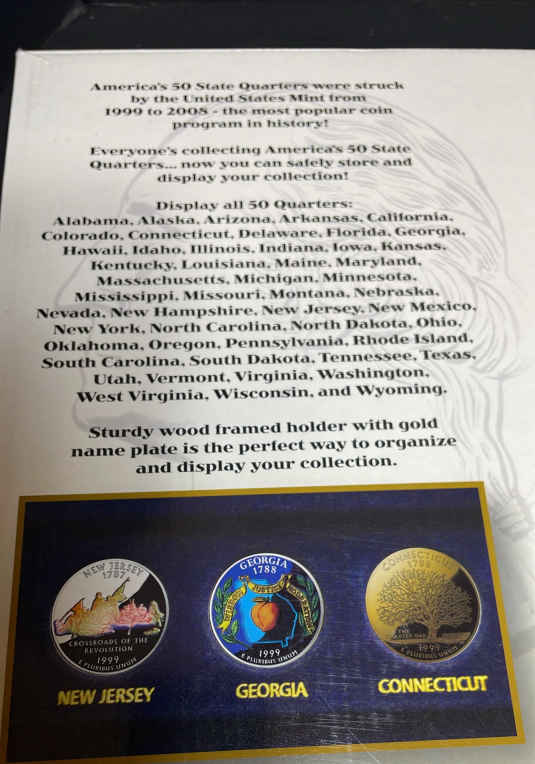 America's 50 State Quarters were struck
by the United States Mint from
1999 to 2008 - the most popular coin
program in history!
Everyone's collecting America's 50 State
Quarters... now you can safely store and
display your collection!
Display all 50 Quarters:
Alabama, Alaska, Arizona, Arkansas, California,
Colorado, Connecticut, Delaware, Florida, Georgia,
Hawaii, Idaho, Illinois, Indiana, Iowa, Kansas,
Kentucky, Louisiana, Maine, Maryland,
Massachusetts, Michigan, Minnesota,
Mississippi, Missouri, Montana, Nebraska,
Nevada, New Hampshire, New Jersey, New Mexico,
New York, North Carolina, North Dakota, Ohio,
Oklahoma, Oregon, Pennsylvania, Rhode Island,
South Carolina, South Dakota, Tennessee, Texas,
Utah, Vermont, Virginia, Washington,
West Virginia, Wisconsin, and Wyoming.
Sturdy wood framed holder with gold
name plate is the perfect way to organize
and display your collection.
NEW JERSEY
1787
CROSSROADS OF THE
REVOLUTION
1999
E PLURIBUS UNUM
NEW JERSEY
GEORGIA
1788
WISDOM JUSTICE MODERATION
1999
E PLURIBUS UNUM
GEORGIA
CONNECTICUT
THE
CHARTER OAK
1999
E PLURIBUS UNUM
CONNECTICUT